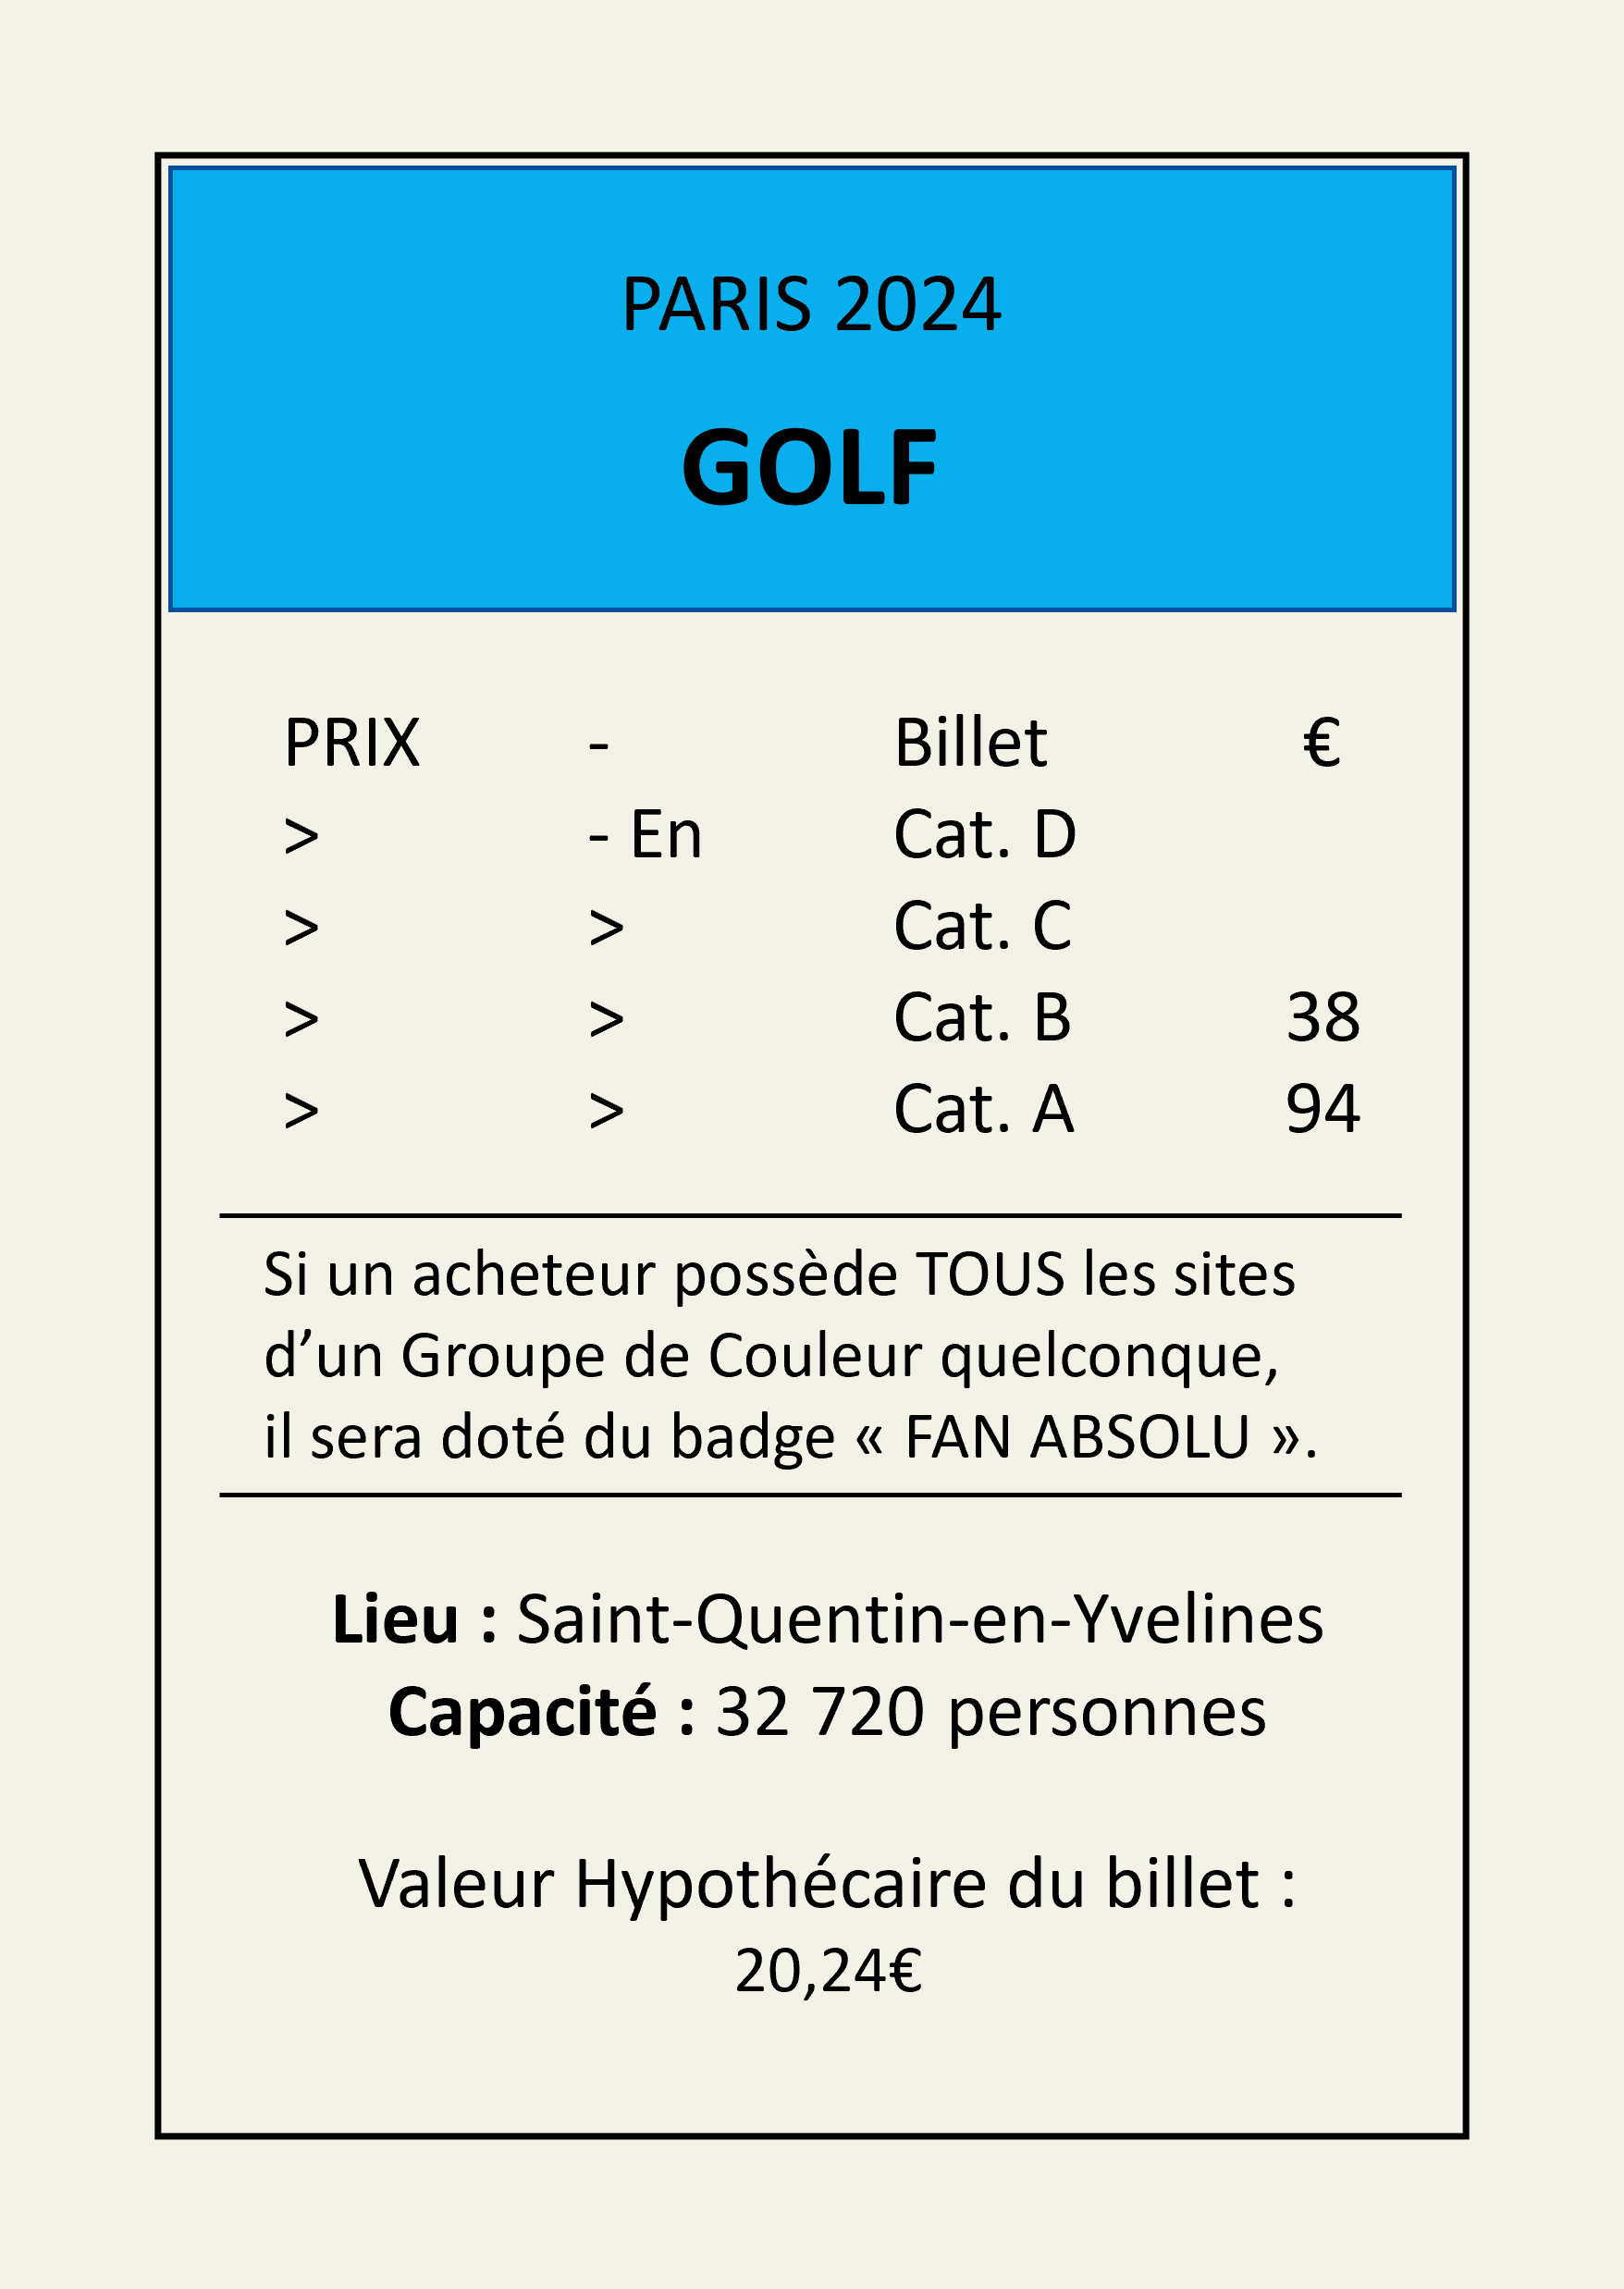 PARIS 2024
GOLF
PRIX - Billet €
> - En Cat. D
> > Cat. C
> > Cat. B 38
> > Cat. A 94
Si un acheteur possède TOUS les sites
d’un Groupe de Couleur quelconque,
il sera doté du badge « FAN ABSOLU ».
Lieu : Saint-Quentin-en-Yvelines
Capacité : 32 720 personnes
Valeur Hypothécaire du billet :
20,24€